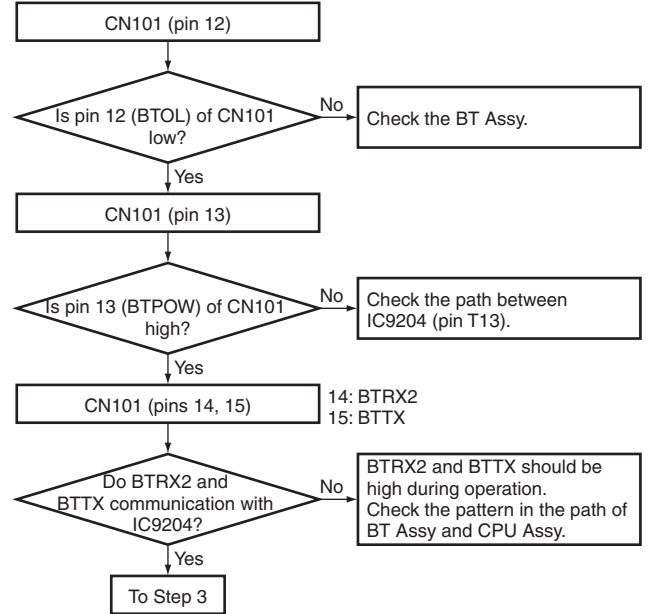 CN101 (pin 12)
Is pin 12 (BTOL) of CN101
low?
No
Check the BT Assy.
Yes
CN101 (pin 13)
Is pin 13 (BTPOW) of CN101
high?
No
Check the path between
IC9204 (pin T13).
Yes
CN101 (pins 14, 15)
14: BTRX2
15: BTTX
Do BTRX2 and
BTTX communication with
IC9204?
No
BTRX2 and BTTX should be
high during operation.
Check the pattern in the path of
BT Assy and CPU Assy.
Yes
To Step 3